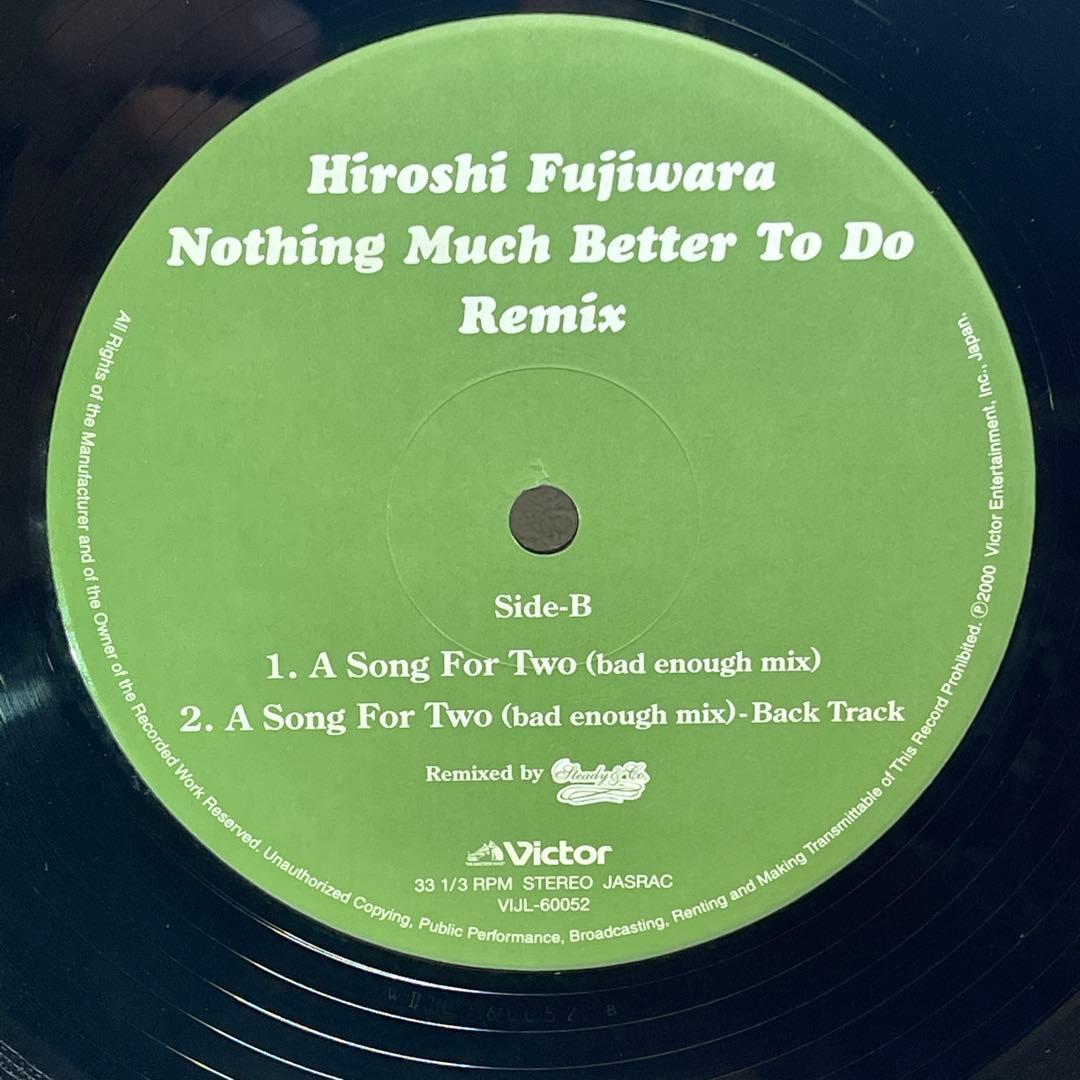 Hiroshi Fujiwara
Nothing Much Better To Do
Remix
Side-B
1. A Song For Two (bad enough mix)
2. A Song For Two (bad enough mix)-Back Track
Remixed by Steady & Co.
Victor
33 1/3 RPM STEREO JASRAC
VIJL-60052
All Rights of the Manufacturer and of the Owner of the Recorded Work Reserved. Unauthorized Copying, Public Performance, Broadcasting, Renting and Making Transmittable of This Record Prohibited. ℗2000 Victor Entertainment, Inc., Japan.